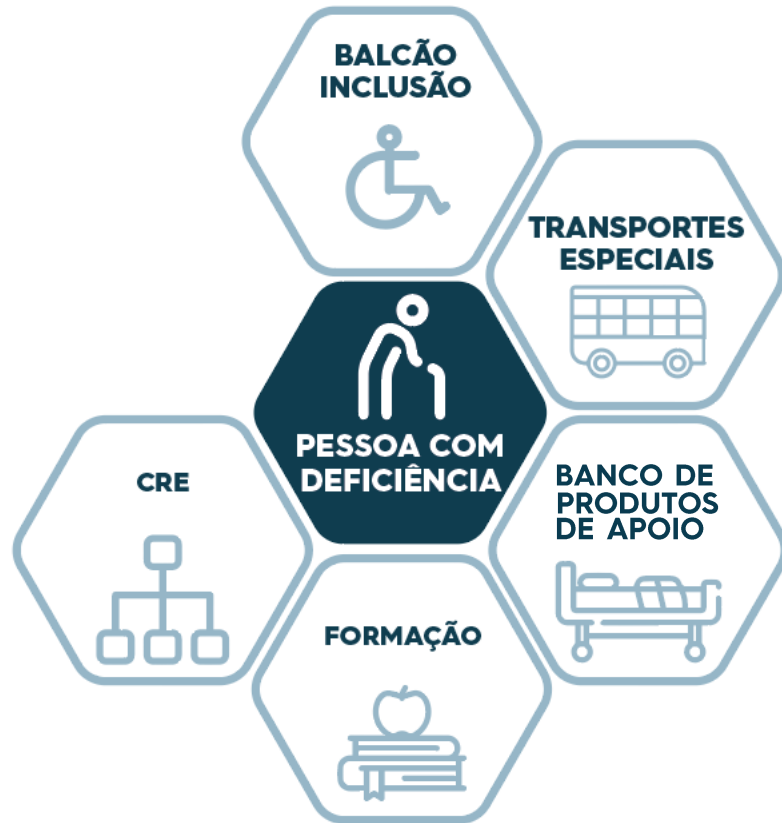 BALCÃO
INCLUSÃO
TRANSPORTES
ESPECIAIS
PESSOA COM
DEFICIÊNCIA
CRE
BANCO DE
PRODUTOS
DE APOIO
FORMAÇÃO